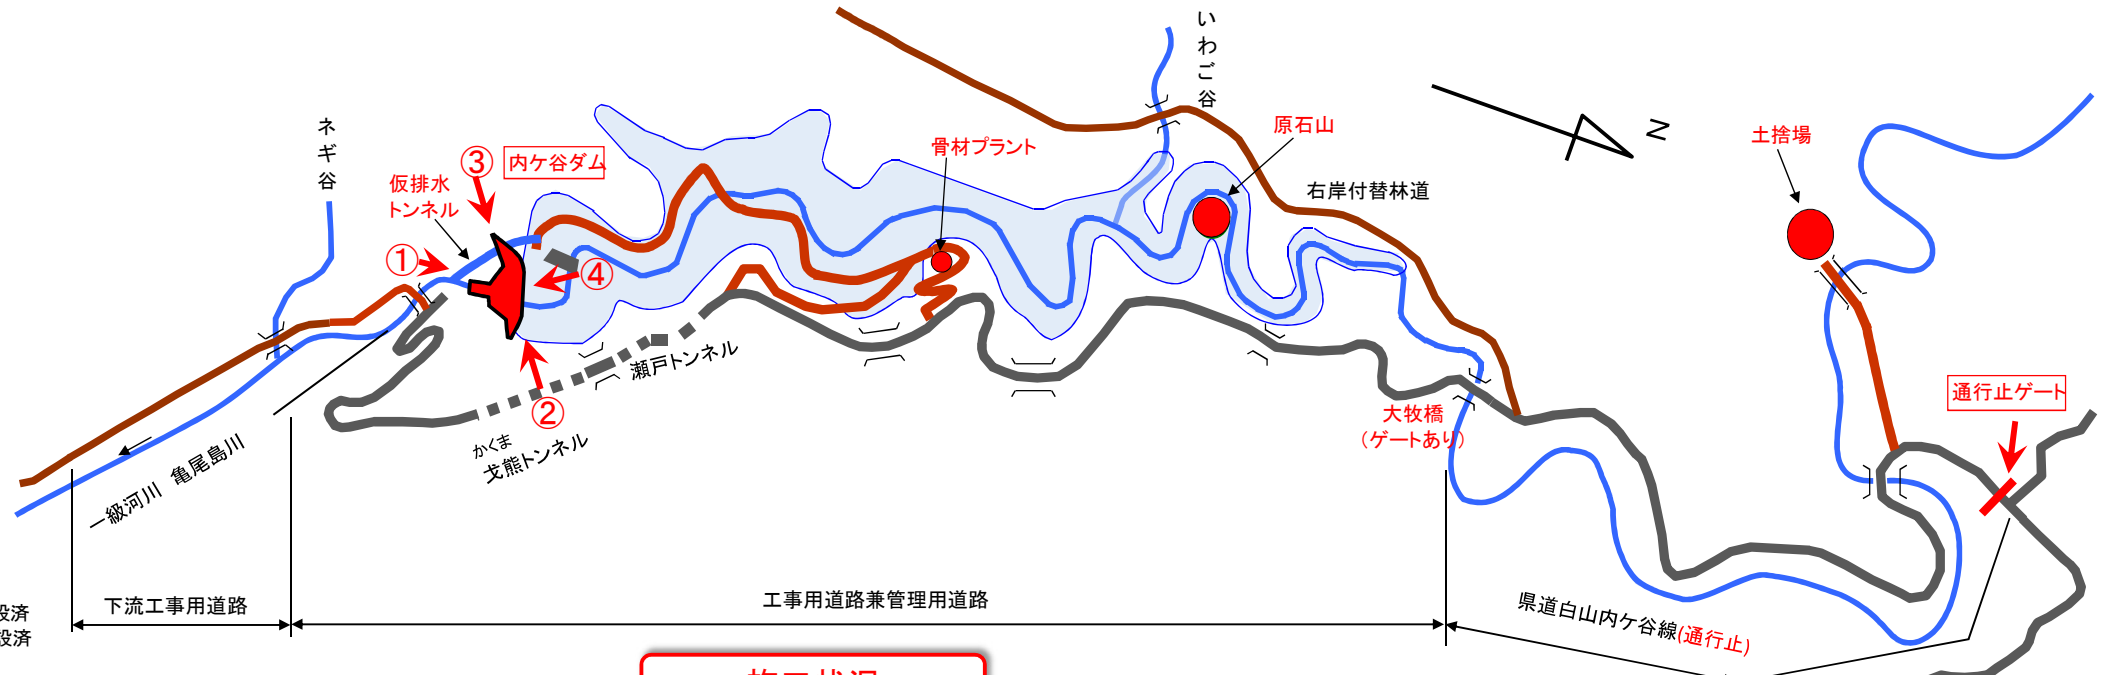 いわご谷
ネギ谷
③
内ケ谷ダム
仮排水
トンネル
骨材プラント
原石山
右岸付替林道
N
土捨場
①
④
瀬戸トンネル
②
かくま
戈熊トンネル
大牧橋
（ゲートあり）
通行止ゲート
一級河川 亀尾島川
下流工事用道路
工事用道路兼管理用道路
県道白山内ケ谷線(通行止)
設済
設済